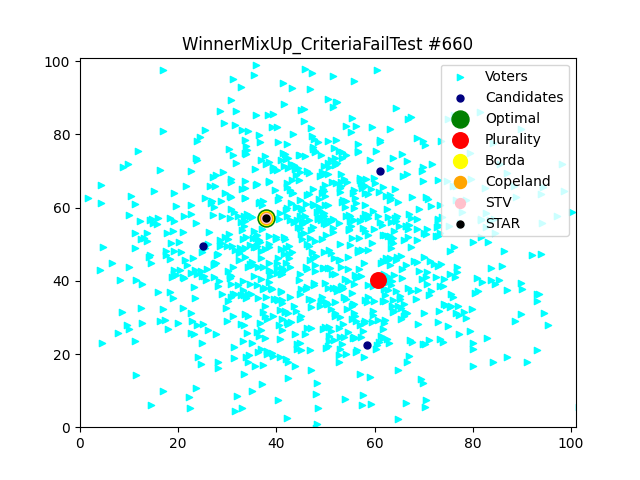 WinnerMixUp_CriteriaFailTest #660
100
80
60
40
20
0
0
20
40
60
80
100
Voters
Candidates
Optimal
Plurality
Borda
Copeland
STV
STAR